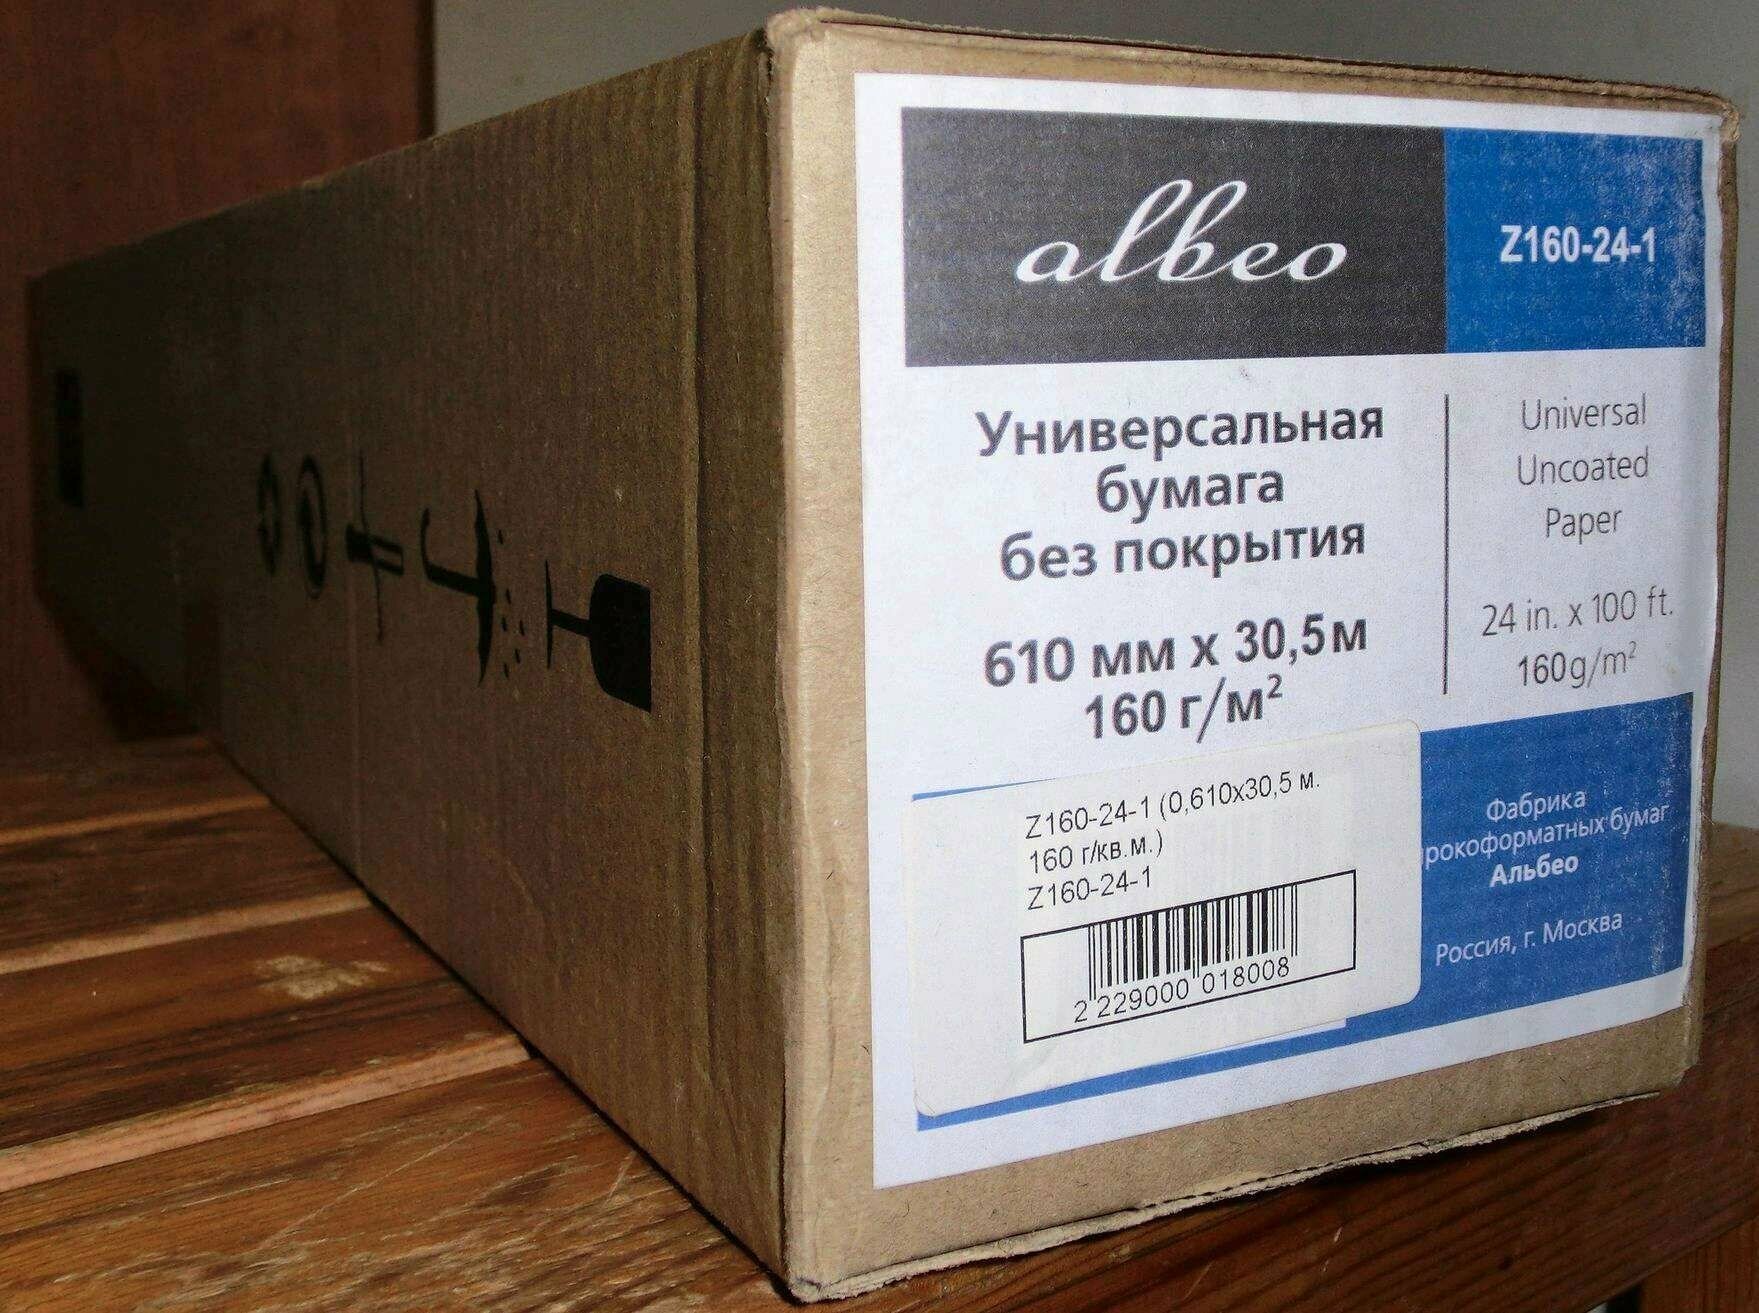 albeo
Z160-24-1
Универсальная
бумага
без покрытия
610 мм x 30,5м
160 г/м²
Universal
Uncoated
Paper
24 in. x 100 ft.
160g/m²
Z160-24-1 (0,610x30,5 м.
160 г/кв.м.)
Z160-24-1
2 229000 018008
Фабрика
рокоформатных бумаг
Альбео
Россия, г. Москва